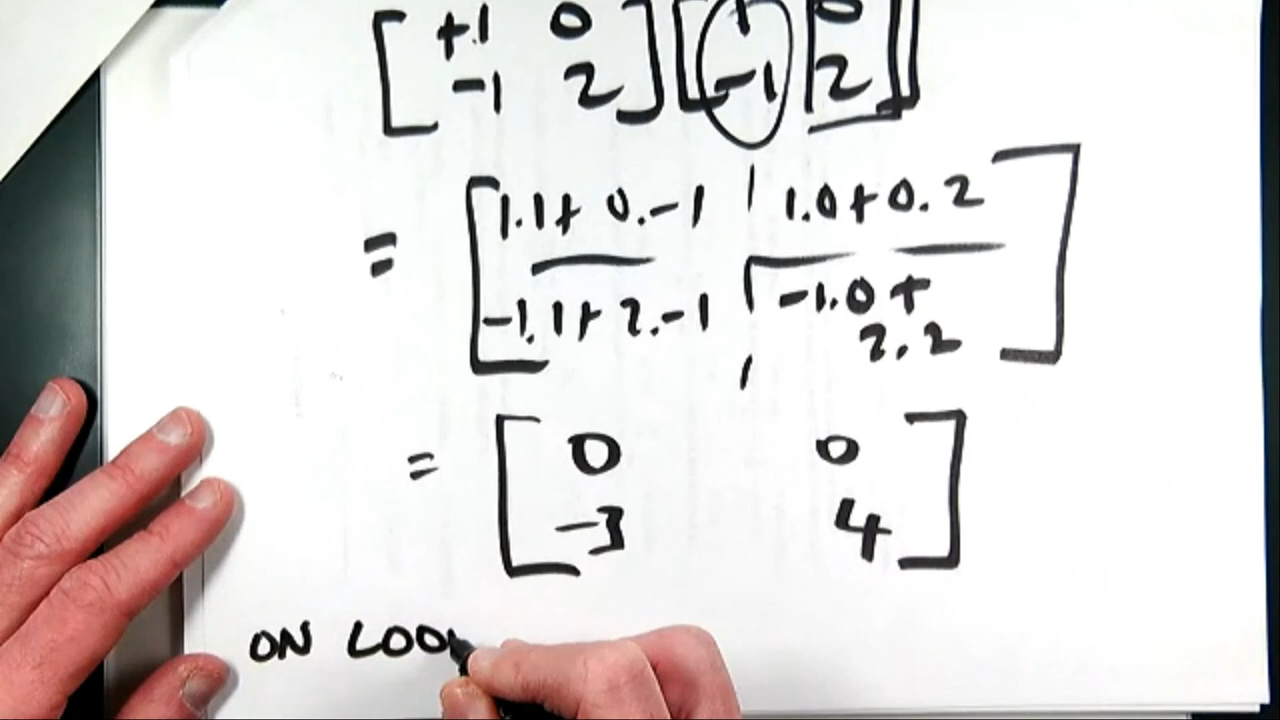 [ +.1 0 ] [ 1 | 0 ]
[ -1 2 ] [ -1 | 2 ]
= [ 1.1+ 0.-1 | 1.0+0.2 ]
[ -1.1+ 2.-1 | -1.0+ 2.2 ]
= [ 0 0 ]
[ -3 4 ]
ON LOO